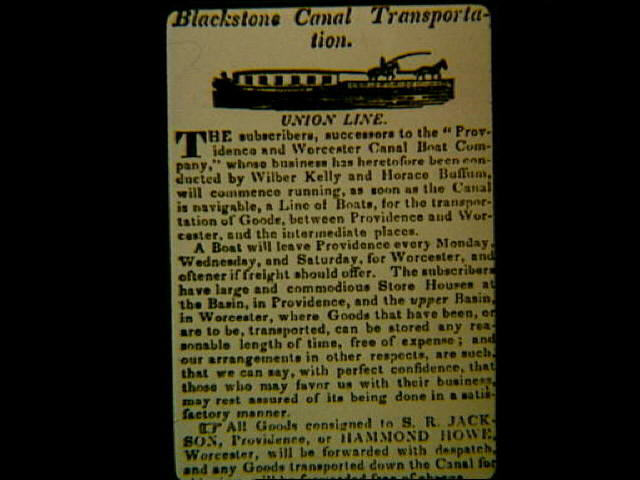 Blackstone Canal Transporta-
tion.
UNION LINE.
THE subscribers, successors to the "Prov-
idence and Worcester Canal Boat Com-
pany," whose business has heretofore been con-
ducted by Wilber Kelly and Horace Buffum,
will commence running, as soon as the Canal
is navigable, a Line of Boats, for the transpor-
tation of Goods, between Providence and Wor-
cester, and the intermediate places.
A Boat will leave Providence every Monday,
Wednesday, and Saturday, for Worcester, and
oftener if freight should offer. The subscribers
have large and commodious Store Houses at
the Basin, in Providence, and the upper Basin,
in Worcester, where Goods that have been, or
are to be, transported, can be stored any rea-
sonable length of time, free of expense; and
our arrangements in other respects, are such,
that we can say, with perfect confidence, that
those who may favor us with their business,
may rest assured of its being done in a satis-
factory manner.
☞ All Goods consigned to S. R. JACK-
SON, Providence, or HAMMOND HOWE,
Worcester, will be forwarded with despatch,
and any Goods transported down the Canal for